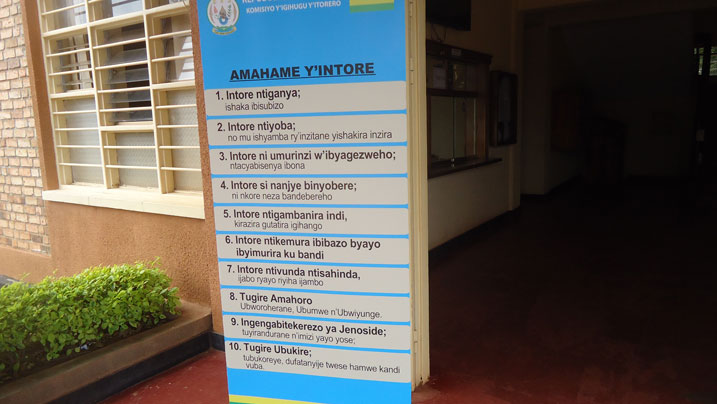 KOMISIYO Y'IGIHUGU Y'ITORERO
AMAHAME Y'INTORE
1. Intore ntiganya;
ishaka ibisubizo
2. Intore ntiyoba;
no mu ishyamba ry'inzitane yishakira inzira
3. Intore ni umurinzi w'ibyagezweho;
ntacyabisenya ibona
4. Intore si nanjye binyobere;
ni nkore neza bandebereho
5. Intore ntigambanira indi,
kirazira gutatira igihango
6. Intore ntikemura ibibazo byayo
ibyimurira ku bandi
7. Intore ntivunda ntisahinda,
ijabo ryayo riyiha ijambo
8. Tugire Amahoro
Ubworoherane, Ubumwe n'Ubwiyunge.
9. Ingengabitekerezo ya Jenoside;
tuyirandurane n'imizi yayo yose;
10. Tugire Ubukire;
tubukoreye, dufatanyije twese hamwe kandi
vuba.